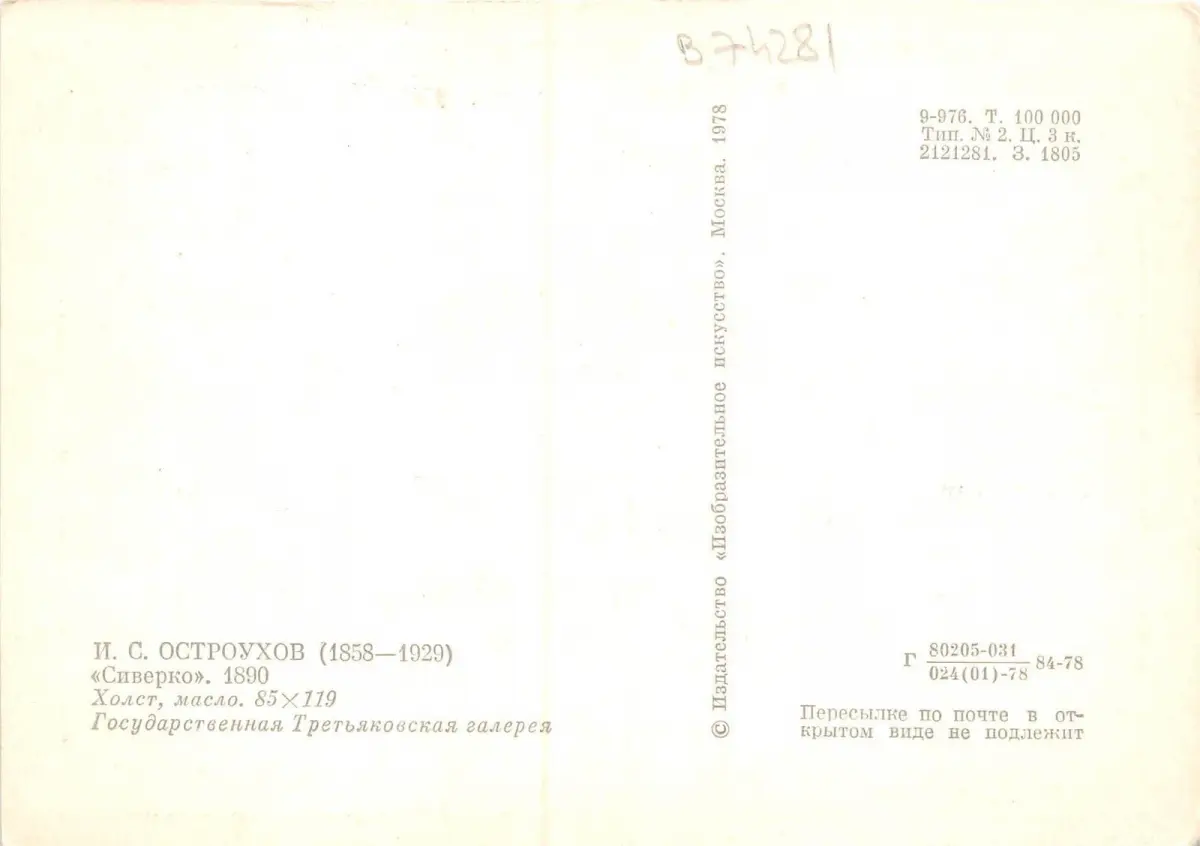 В 74281
9-976. Т. 100 000
Тип. № 2. Ц. 3 к.
2121281. З. 1805
© Издательство «Изобразительное искусство». Москва. 1978
И. С. ОСТРОУХОВ (1858—1929)
«Сиверко». 1890
Холст, масло. 85×119
Государственная Третьяковская галерея
Г 80205-031
024(01)-78 84-78
Пересылке по почте в от-
крытом виде не подлежит